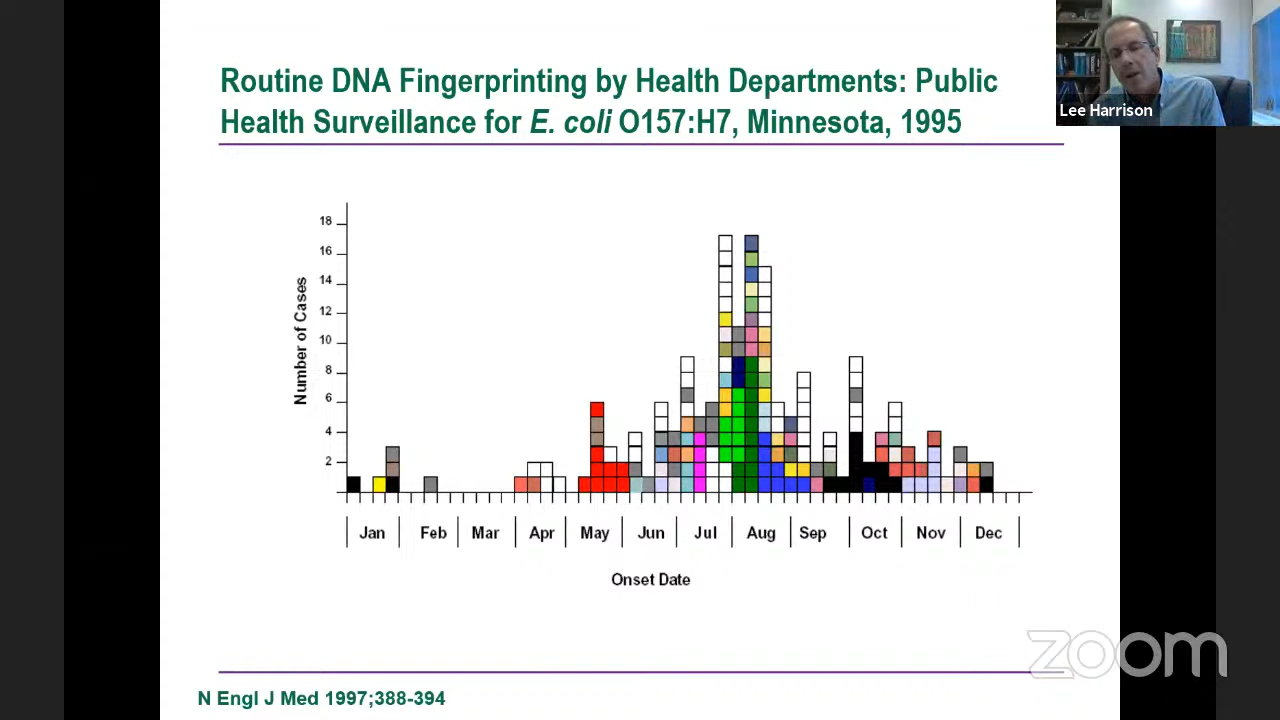 Routine DNA Fingerprinting by Health Departments: Public
Health Surveillance for E. coli O157:H7, Minnesota, 1995
Lee Harrison
Number of Cases
18
16
14
12
10
8
6
4
2
Jan Feb Mar Apr May Jun Jul Aug Sep Oct Nov Dec
Onset Date
zoom
N Engl J Med 1997;388-394